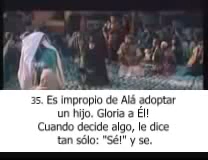 35. Es impropio de Alá adoptar
un hijo. Gloria a Él!
Cuando decide algo, le dice
tan sólo: "Sé!" y se.